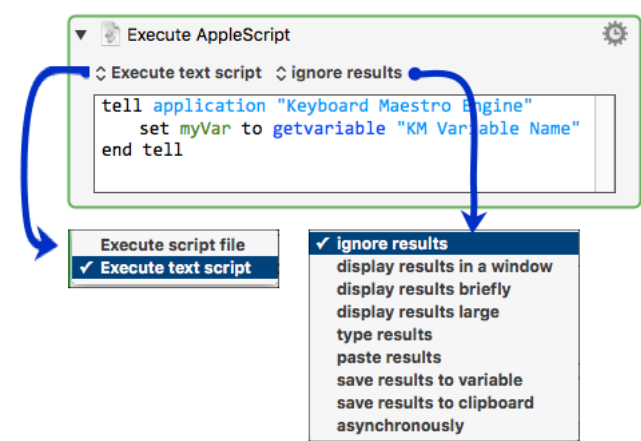 Execute AppleScript
Execute text script ignore results
tell application "Keyboard Maestro Engine"
set myVar to getvariable "KM Variable Name"
end tell
Execute script file
✓ Execute text script
✓ ignore results
display results in a window
display results briefly
display results large
type results
paste results
save results to variable
save results to clipboard
asynchronously